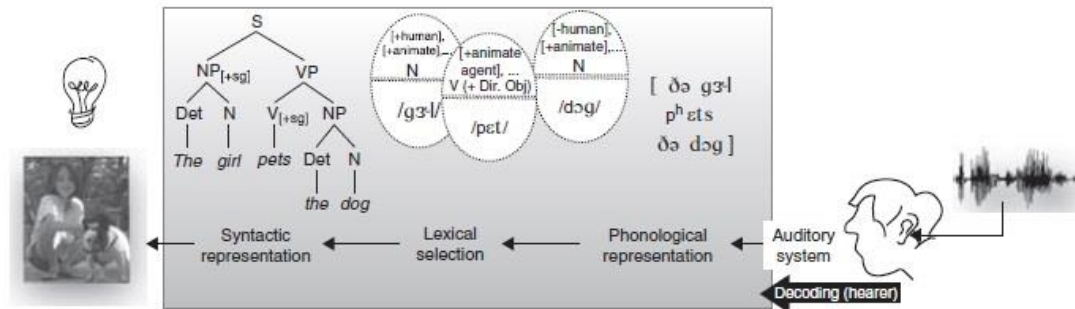 S
NP[+sg] VP
Det N V[+sg] NP
The girl pets Det N
the dog
[+human],
[+animate],...
N
/gɝl/
[+animate
agent], ...
V (+ Dir. Obj)
/pɛt/
[-human],
[+animate],...
N
/dɔg/
[ ðə gɝl
pʰɛts
ðə dɔg ]
Syntactic
representation
Lexical
selection
Phonological
representation
Auditory
system
Decoding (hearer)